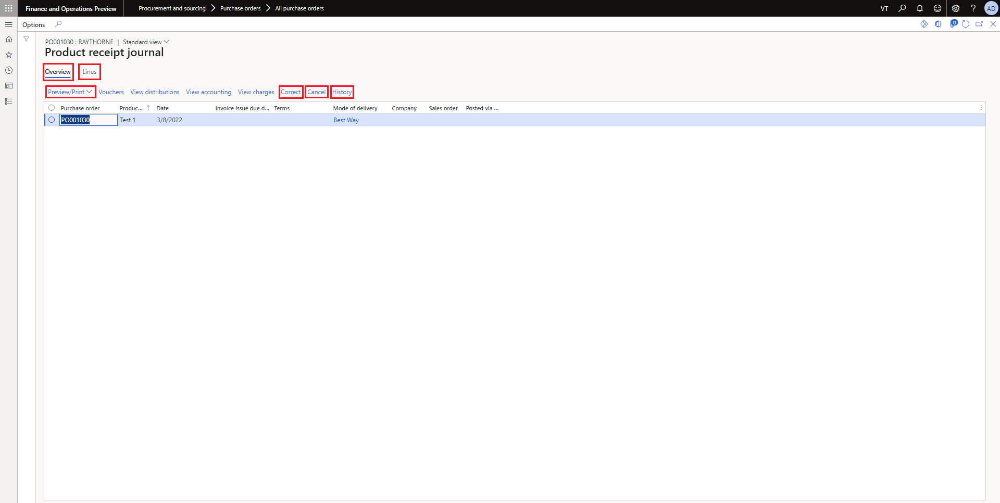 Finance and Operations Preview Procurement and sourcing Purchase orders All purchase orders VT ? AD
Options 0
PO001030 : RAYTHORNE | Standard view
Product receipt journal
Overview Lines
Preview/Print Vouchers View distributions View accounting View charges Correct Cancel History
Purchase order Produc... ↑ Date Invoice issue due d... Terms Mode of delivery Company Sales order Posted via ...
PO001030 Test 1 3/8/2022 Best Way